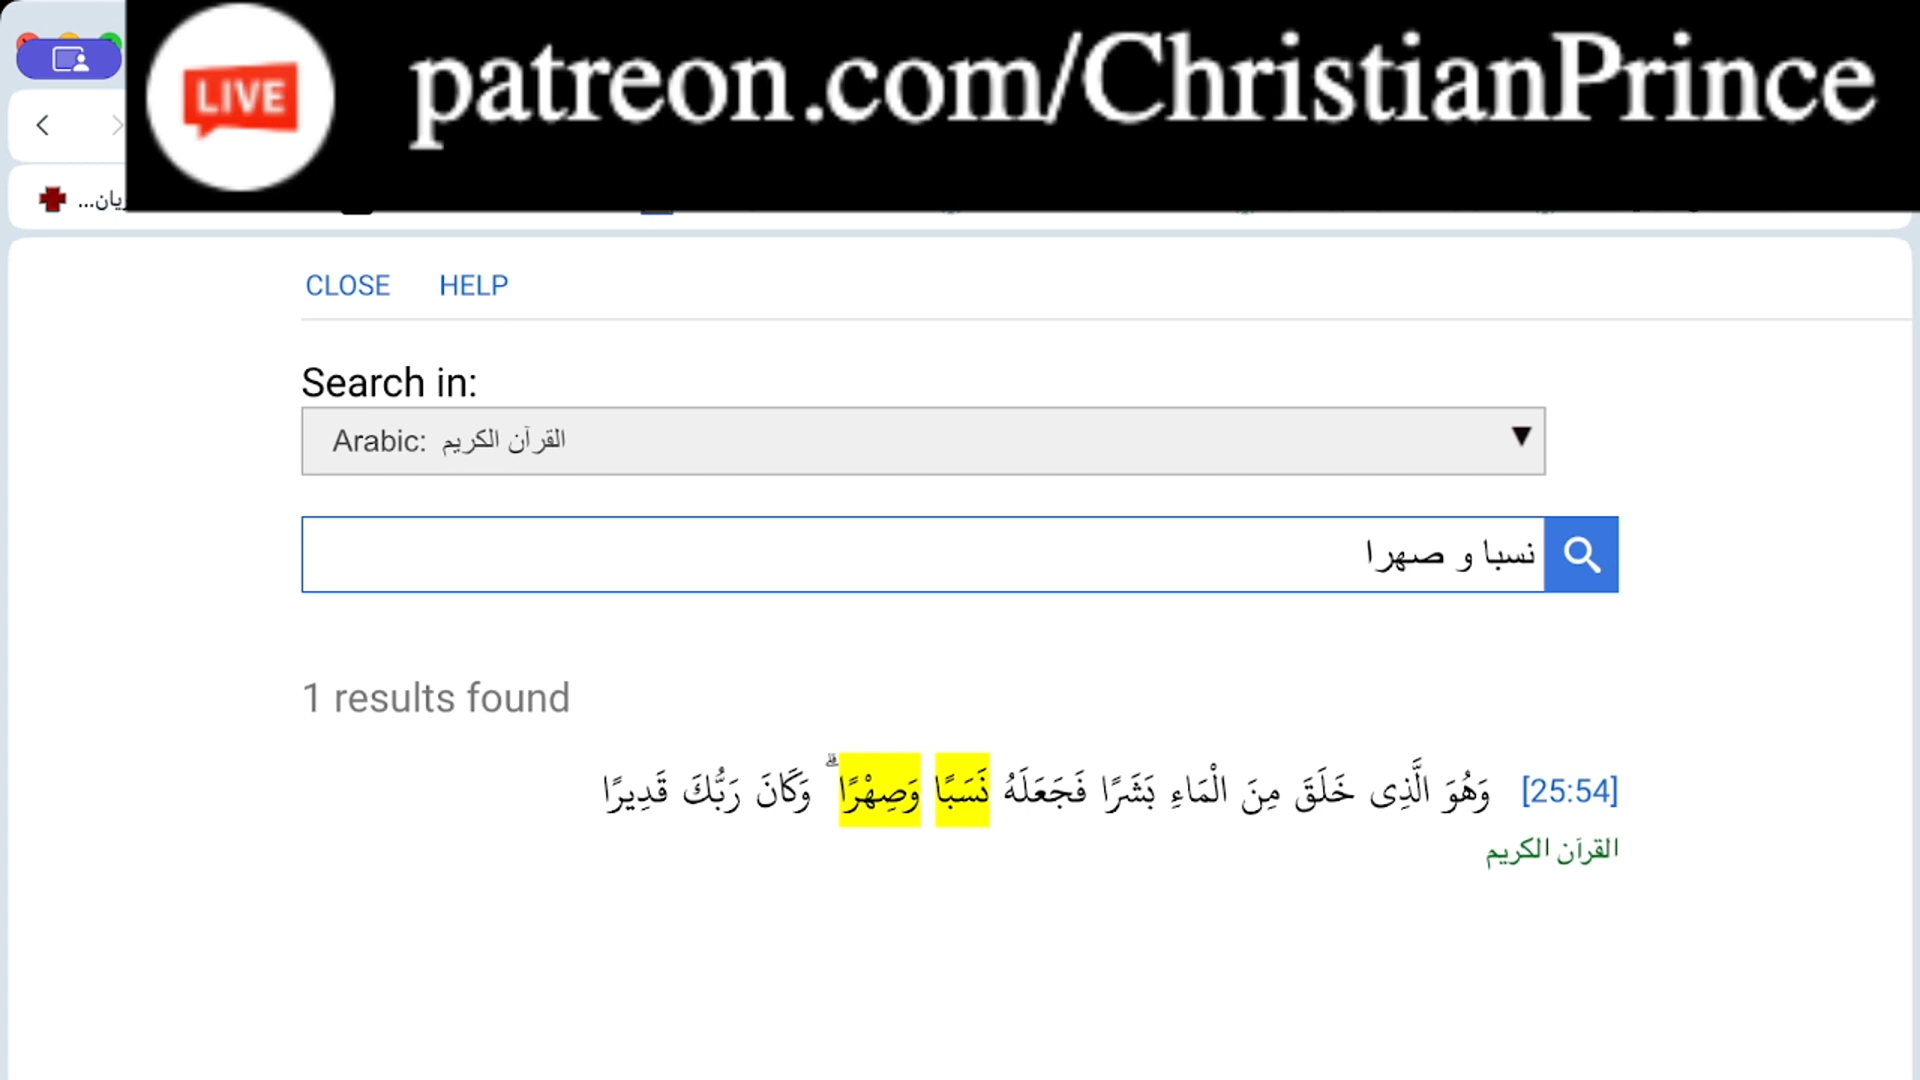 LIVE
patreon.com/ChristianPrince
CLOSE HELP
Search in:
Arabic: القرآن الكريم
نسبا و صهرا
1 results found
[25:54] وَهُوَ الَّذِى خَلَقَ مِنَ الْمَاءِ بَشَرًا فَجَعَلَهُ نَسَبًا وَصِهْرًا ۗ وَكَانَ رَبُّكَ قَدِيرًا
القرآن الكريم